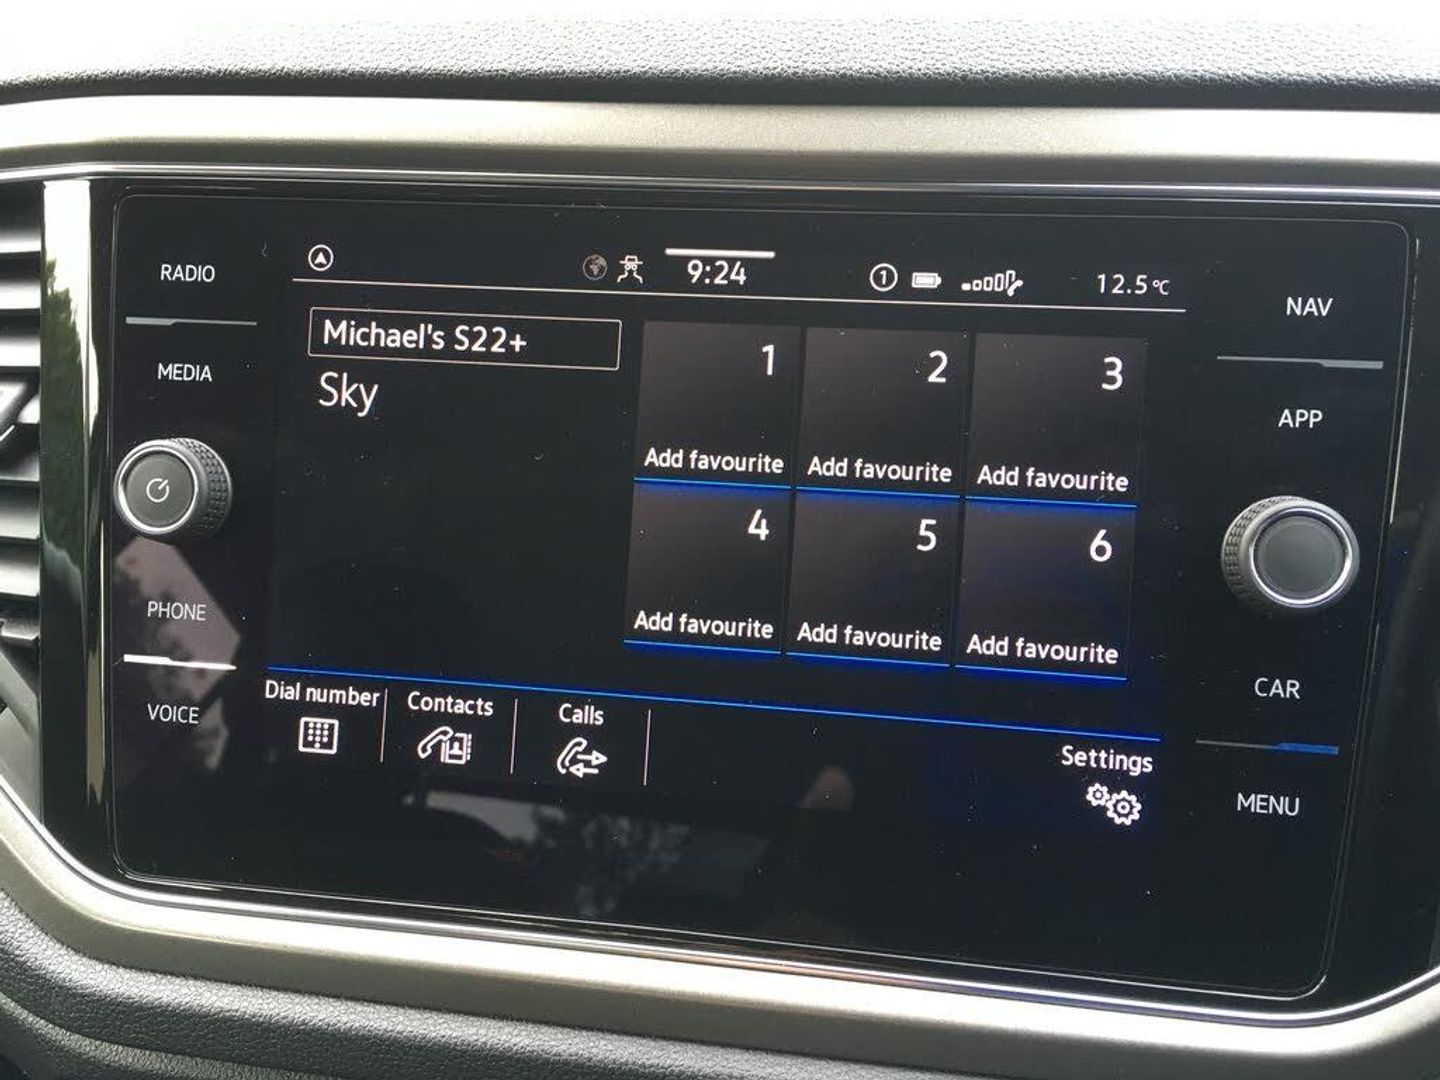 RADIO
MEDIA
PHONE
VOICE
9:24
1
12.5°C
Michael's S22+
Sky
1
Add favourite
2
Add favourite
3
Add favourite
4
Add favourite
5
Add favourite
6
Add favourite
Dial number
Contacts
Calls
Settings
NAV
APP
CAR
MENU